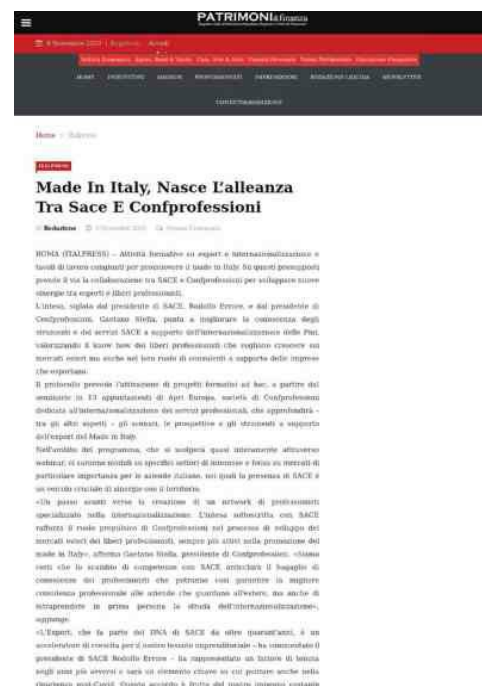 PATRIMONI&finanza
Home
ITALPRESS
Made In Italy, Nasce L'alleanza
Tra Sace E Confprofessioni
Redazione
ROMA (ITALPRESS) – Attività formative su export e internazionalizzazione e
tavoli di lavoro congiunti per promuovere il made in Italy. Su questi presupposti
prende il via la collaborazione tra SACE e Confprofessioni per sviluppare nuove
sinergie tra esperti e liberi professionisti.
L'intesa, siglata dal presidente di SACE, Rodolfo Errore, e dal presidente di
Confprofessioni, Gaetano Stella, punta a migliorare la conoscenza degli
strumenti e dei servizi SACE a supporto dell'internazionalizzazione delle Pmi,
valorizzando il know how dei liberi professionisti che vogliono crescere sui
mercati esteri ma anche nel loro ruolo di consulenti a supporto delle imprese
che esportano.
Il protocollo prevede l'attivazione di progetti formativi ad hoc, a partire dal
seminario in 13 appuntamenti di Apri Europa, società di Confprofessioni
dedicata all'internazionalizzazione dei servizi professionali, che approfondirà –
tra gli altri aspetti – gli scenari, le prospettive e gli strumenti a supporto
dell'export del Made in Italy.
Nell'ambito del programma, che si svolgerà quasi interamente attraverso
webinar, ci saranno moduli su specifici settori di interesse e focus su mercati di
particolare importanza per le aziende italiane, nei quali la presenza di SACE è
un veicolo cruciale di sinergie con il territorio.
«Un passo avanti verso la creazione di un network di professionisti
specializzato nella internazionalizzazione. L'intesa sottoscritta con SACE
rafforza il ruolo propulsivo di Confprofessioni nel processo di sviluppo dei
mercati esteri dei liberi professionisti, sempre più attivi nella promozione del
made in Italy», afferma Gaetano Stella, presidente di Confprofessioni. «Siamo
certi che lo scambio di competenze con SACE arricchirà il bagaglio di
conoscenze dei professionisti che potranno così garantire la migliore
consulenza professionale alle aziende che guardano all'estero, ma anche di
intraprendere in prima persona la sfida dell'internazionalizzazione»,
aggiunge.
«L'Export, che fa parte del DNA di SACE da oltre quarant'anni, è un
acceleratore di crescita per il nostro tessuto imprenditoriale – ha commentato il
presidente di SACE Rodolfo Errore – ha rappresentato un fattore di tenuta
negli anni più severi e sarà un elemento chiave su cui puntare anche nella